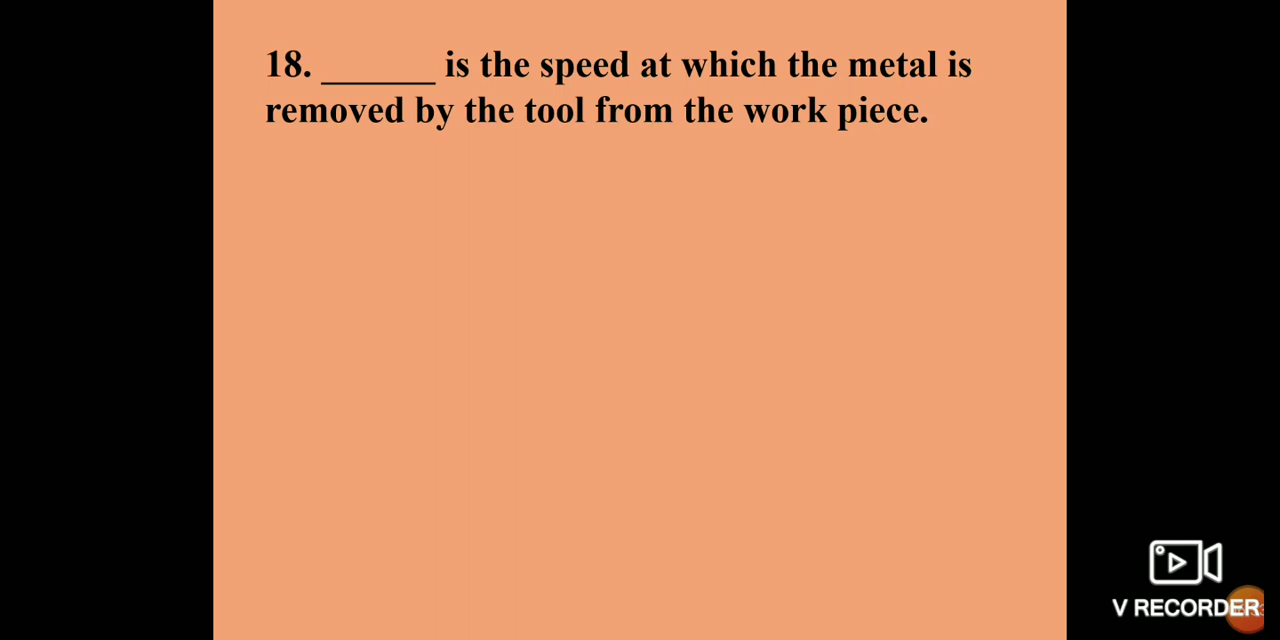 18. ______ is the speed at which the metal is
removed by the tool from the work piece.
V RECORDER